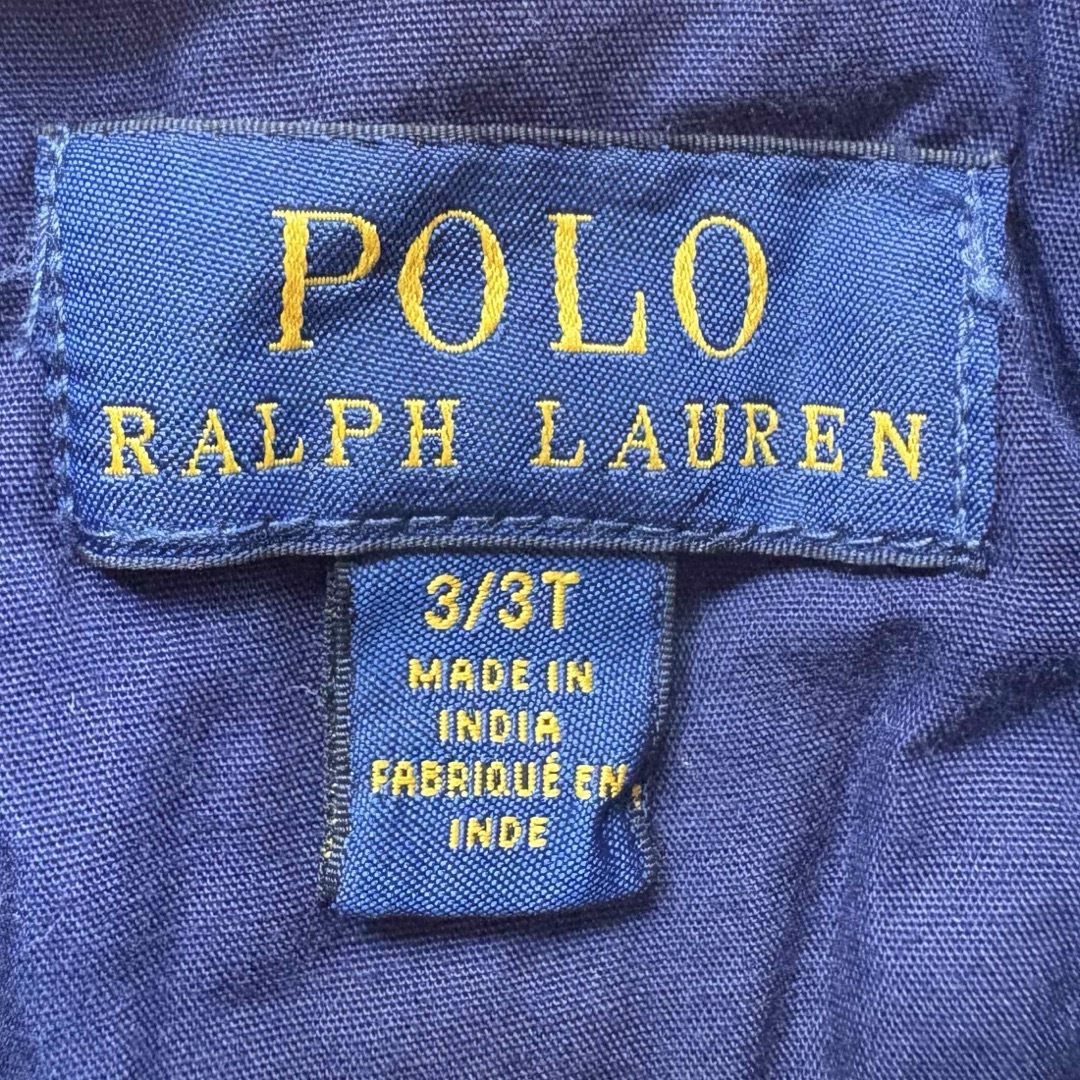 POLO
RALPH LAUREN
3/3T
MADE IN
INDIA
FABRIQUÉ EN
INDE